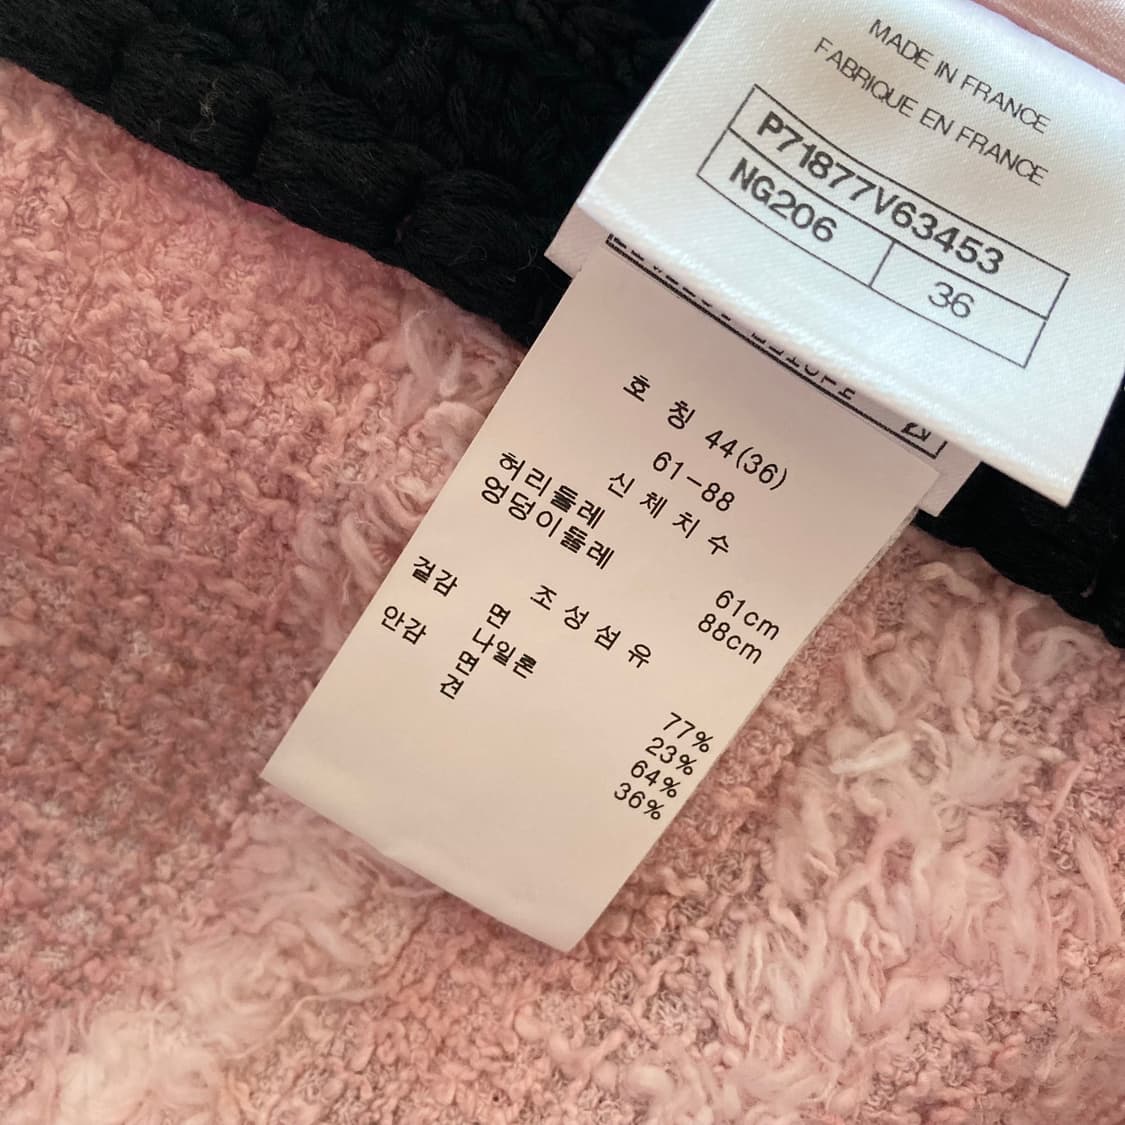 MADE IN FRANCE
FABRIQUE EN FRANCE
P71877V63453
NG206 36
호 칭 44(36)
61-88
신 체 치 수
허리둘레 61cm
엉덩이둘레 88cm
조 성 섬 유
겉감 면 77%
나일론 23%
안감 면 64%
견 36%